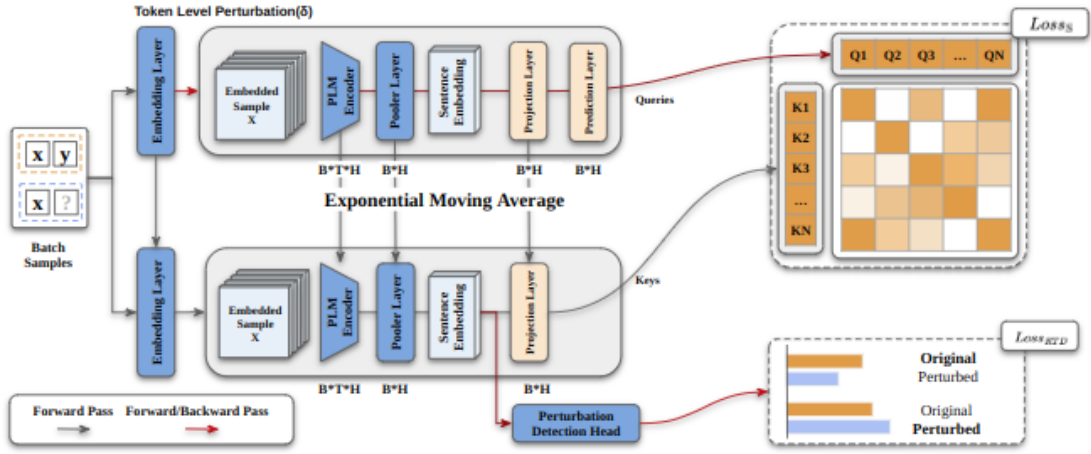 Token Level Perturbation(δ)
Embedding Layer
Embedded
Sample
X
PLM
Encoder
Pooler Layer
Sentence
Embedding
Projection Layer
Prediction Layer
Queries
B*T*H
B*H
B*H
B*H
Exponential Moving Average
x y
x ?
Batch
Samples
Embedding Layer
Embedded
Sample
X
PLM
Encoder
Pooler Layer
Sentence
Embedding
Projection Layer
Keys
B*T*H
B*H
B*H
Perturbation
Detection Head
Forward Pass
Forward/Backward Pass
Loss_S
Q1 Q2 Q3 ... QN
K1
K2
K3
...
KN
Loss_RTD
Original
Perturbed
Original
Perturbed